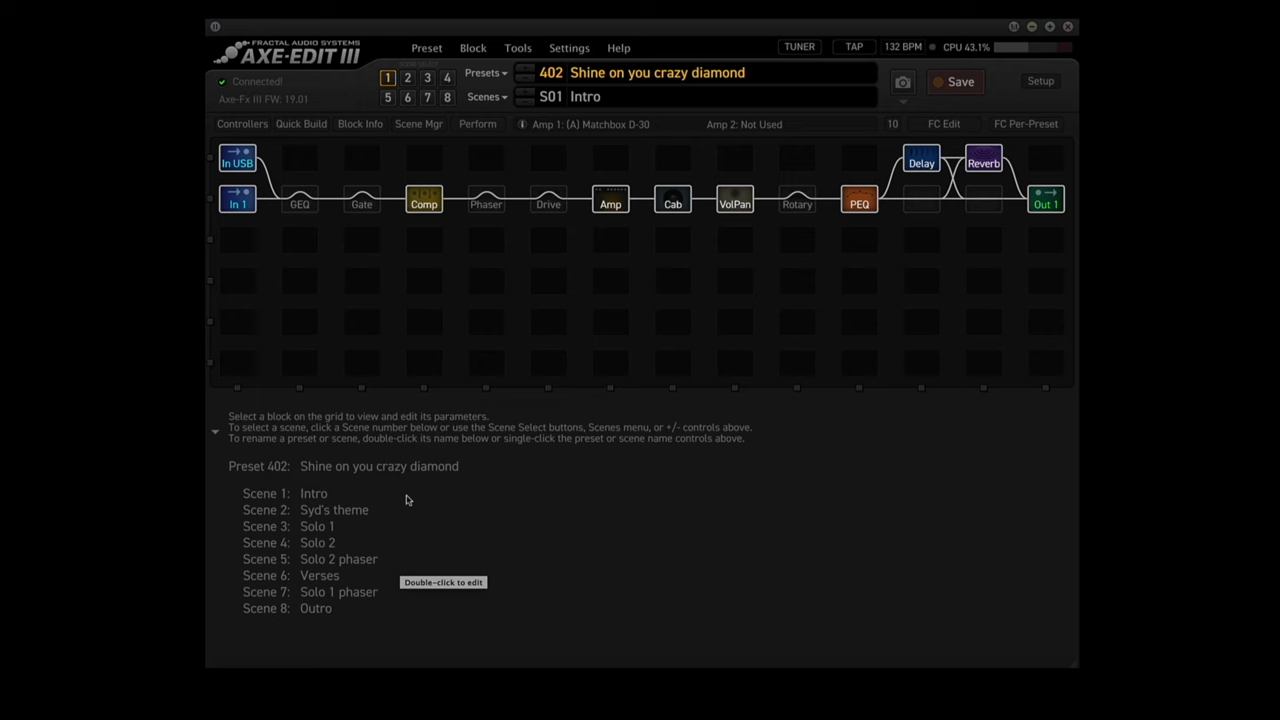 FRACTAL AUDIO SYSTEMS
AXE-EDIT III
Preset Block Tools Settings Help
TUNER TAP 132 BPM CPU 43.1%
Connected!
Axe-Fx III FW: 19.01
SCENE SELECT
1 2 3 4
5 6 7 8
Presets 402 Shine on you crazy diamond
Scenes S01 Intro
Save
Setup
Controllers Quick Build Block Info Scene Mgr Perform Amp 1: (A) Matchbox D-30 Amp 2: Not Used 10 FC Edit FC Per-Preset
In USB Delay Reverb
In 1 GEQ Gate Comp Phaser Drive Amp Cab VolPan Rotary PEQ Out 1
Select a block on the grid to view and edit its parameters.
To select a scene, click a Scene number below or use the Scene Select buttons, Scenes menu, or +/- controls above.
To rename a preset or scene, double-click its name below or single-click the preset or scene name controls above.
Preset 402: Shine on you crazy diamond
Scene 1: Intro
Scene 2: Syd's theme
Scene 3: Solo 1
Scene 4: Solo 2
Scene 5: Solo 2 phaser
Scene 6: Verses
Double-click to edit
Scene 7: Solo 1 phaser
Scene 8: Outro